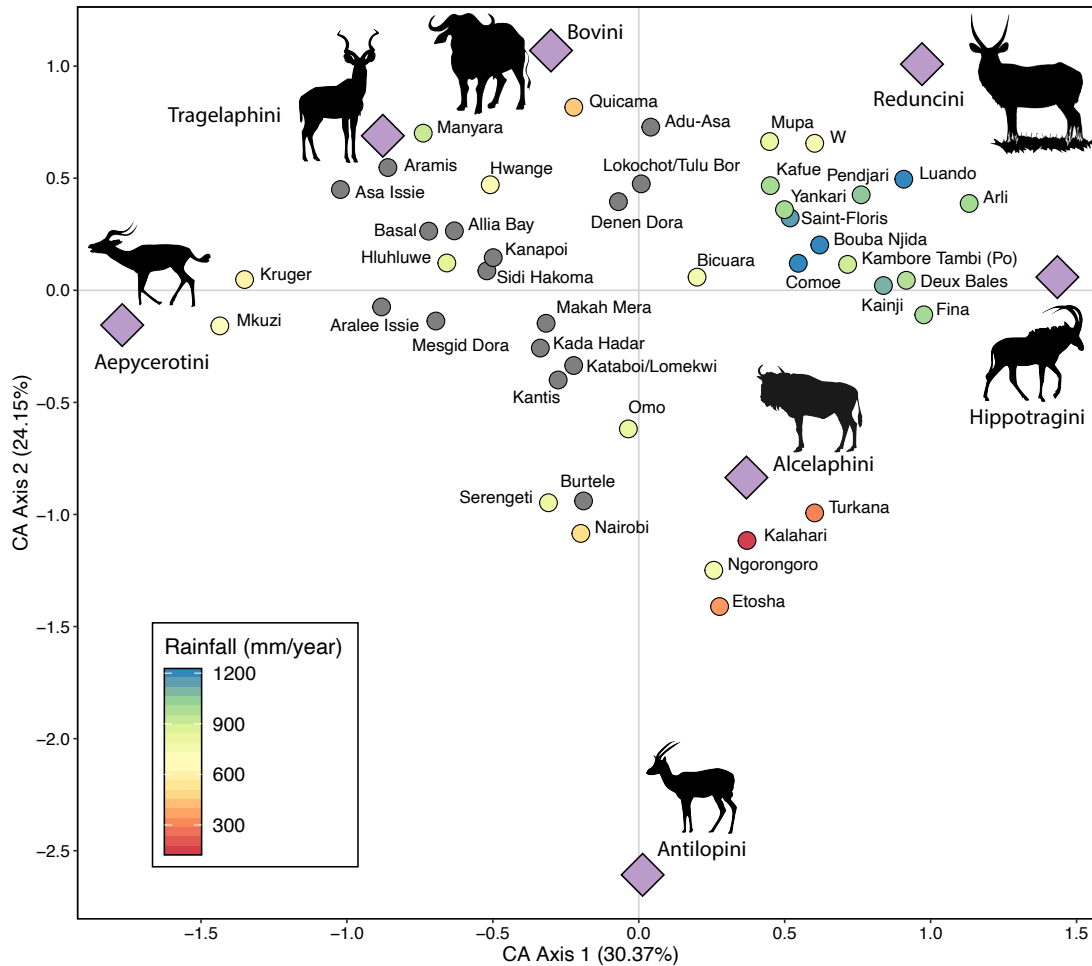 Bovini
Tragelaphini
Reduncini
Quicama
Manyara
Adu-Asa
Mupa
W
Aramis
Hwange
Lokochot/Tulu Bor
Kafue
Pendjari
Luando
Asa Issie
Denen Dora
Yankari
Arli
Basal
Allia Bay
Saint-Floris
Hluhluwe
Kanapoi
Bouba Njida
Kruger
Sidi Hakoma
Bicuara
Kambore Tambi (Po)
Comoe
Deux Bales
Mkuzi
Aralee Issie
Makah Mera
Kainji
Fina
Aepycerotini
Mesgid Dora
Kada Hadar
Kataboi/Lomekwi
Kantis
Omo
Hippotragini
Alcelaphini
Serengeti
Burtele
Turkana
Nairobi
Kalahari
Ngorongoro
Etosha
Antilopini
Rainfall (mm/year)
1200
900
600
300
CA Axis 2 (24.15%)
1.0
0.5
0.0
−0.5
−1.0
−1.5
−2.0
−2.5
−1.5
−1.0
−0.5
0.0
0.5
1.0
1.5
CA Axis 1 (30.37%)